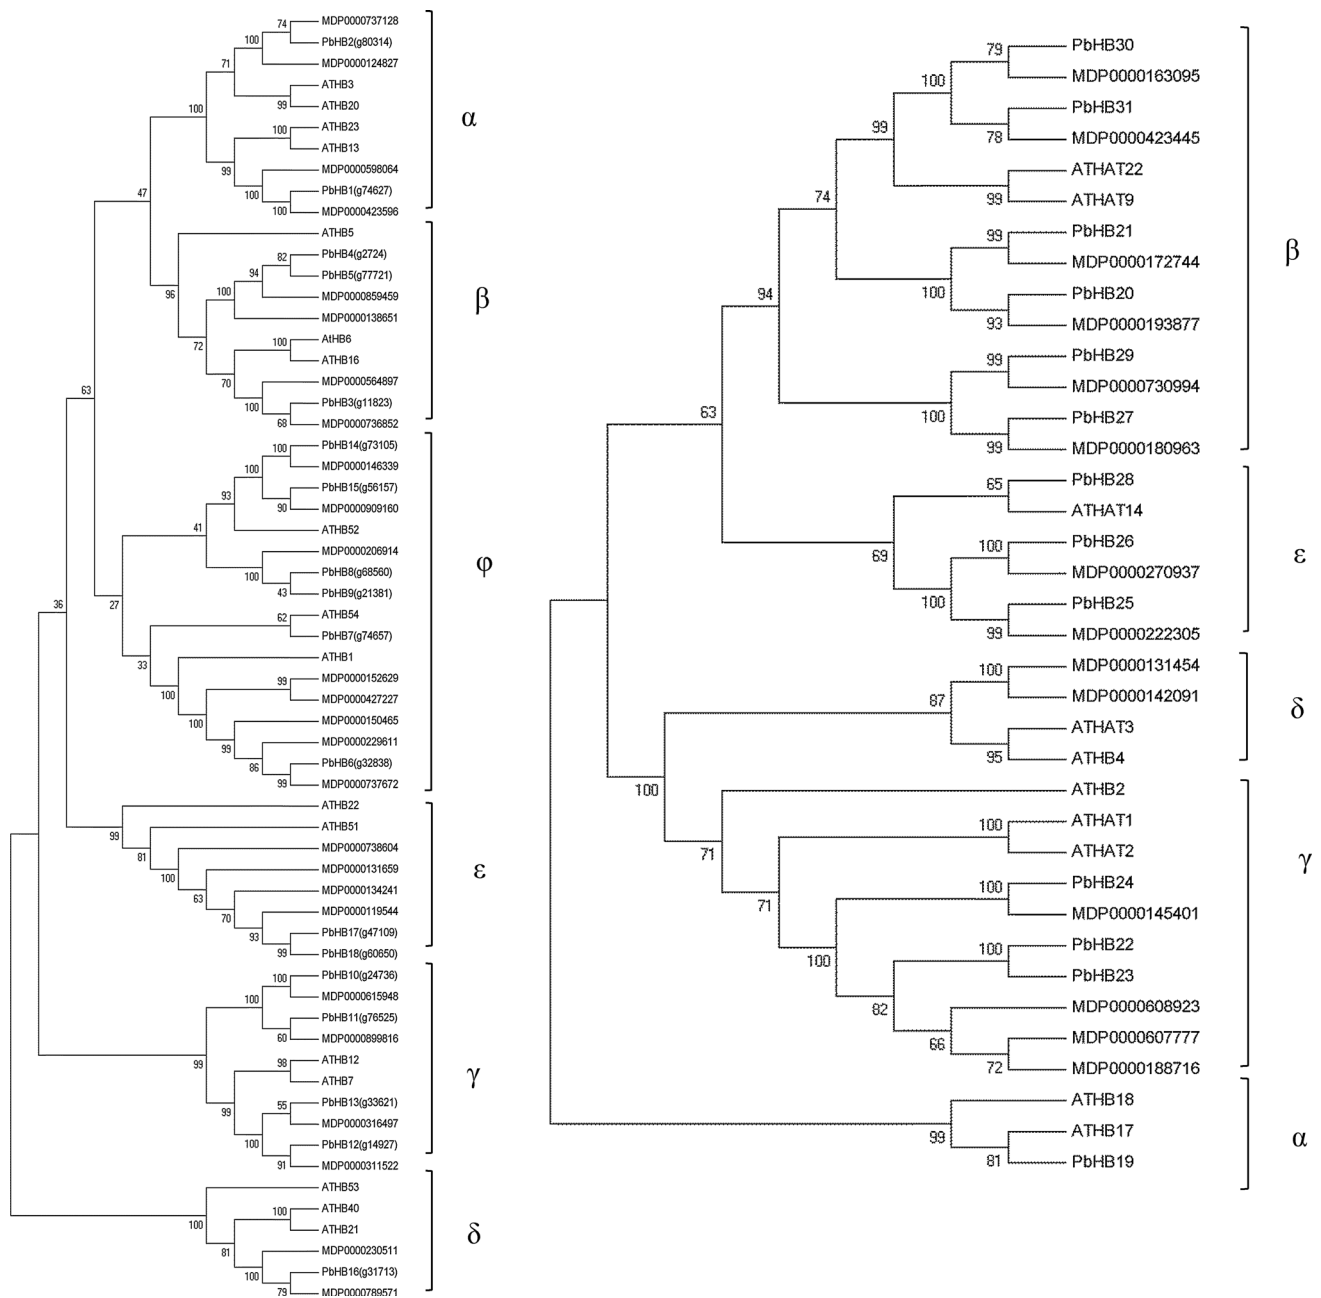 MDP0000737128
74
PbHB2(g80314)
100
MDP0000124827
71
ATHB3
99
ATHB20
100
α
ATHB23
100
ATHB13
99
MDP0000598064
PbHB1(g74627)
100
MDP0000423596
100
47
ATHB5
PbHB4(g2724)
82
PbHB5(g77721)
94
MDP0000859459
100
96
β
MDP0000138651
AtHB6
100
72
ATHB16
70
MDP0000564897
63
PbHB3(g11823)
100
MDP0000736852
68
PbHB14(g73105)
100
MDP0000146339
100
PbHB15(g56157)
93
MDP0000909160
90
ATHB52
41
MDP0000206914
φ
PbHB8(g68560)
100
PbHB9(g21381)
43
36
27
ATHB54
62
PbHB7(g74657)
33
ATHB1
MDP0000152629
99
100
MDP0000427227
100
MDP0000150465
MDP0000229611
99
PbHB6(g32838)
86
MDP0000737672
99
ATHB22
ATHB51
99
MDP0000738604
81
MDP0000131659
100
ε
MDP0000134241
63
MDP0000119544
70
PbHB17(g47109)
93
PbHB18(g60650)
99
PbHB10(g24736)
100
MDP0000615948
100
PbHB11(g76525)
MDP0000899816
60
ATHB12
98
99
γ
ATHB7
PbHB13(g33621)
55
99
MDP0000316497
PbHB12(g14927)
100
MDP0000311522
91
ATHB53
ATHB40
100
100
ATHB21
δ
MDP0000230511
81
PbHB16(g31713)
100
MDP0000789571
79
PbHB30
79
MDP0000163095
100
PbHB31
99
MDP0000423445
78
ATHAT22
74
ATHAT9
99
PbHB21
99
β
MDP0000172744
94
100
PbHB20
MDP0000193877
93
PbHB29
99
MDP0000730994
63
100
PbHB27
MDP0000180963
99
PbHB28
65
ATHAT14
PbHB26
100
69
ε
MDP0000270937
100
PbHB25
MDP0000222305
99
MDP0000131454
100
MDP0000142091
87
δ
ATHAT3
ATHB4
95
100
ATHB2
ATHAT1
100
ATHAT2
71
γ
PbHB24
100
71
MDP0000145401
PbHB22
100
100
PbHB23
MDP0000608923
82
MDP0000607777
66
MDP0000188716
72
ATHB18
ATHB17
99
α
PbHB19
81